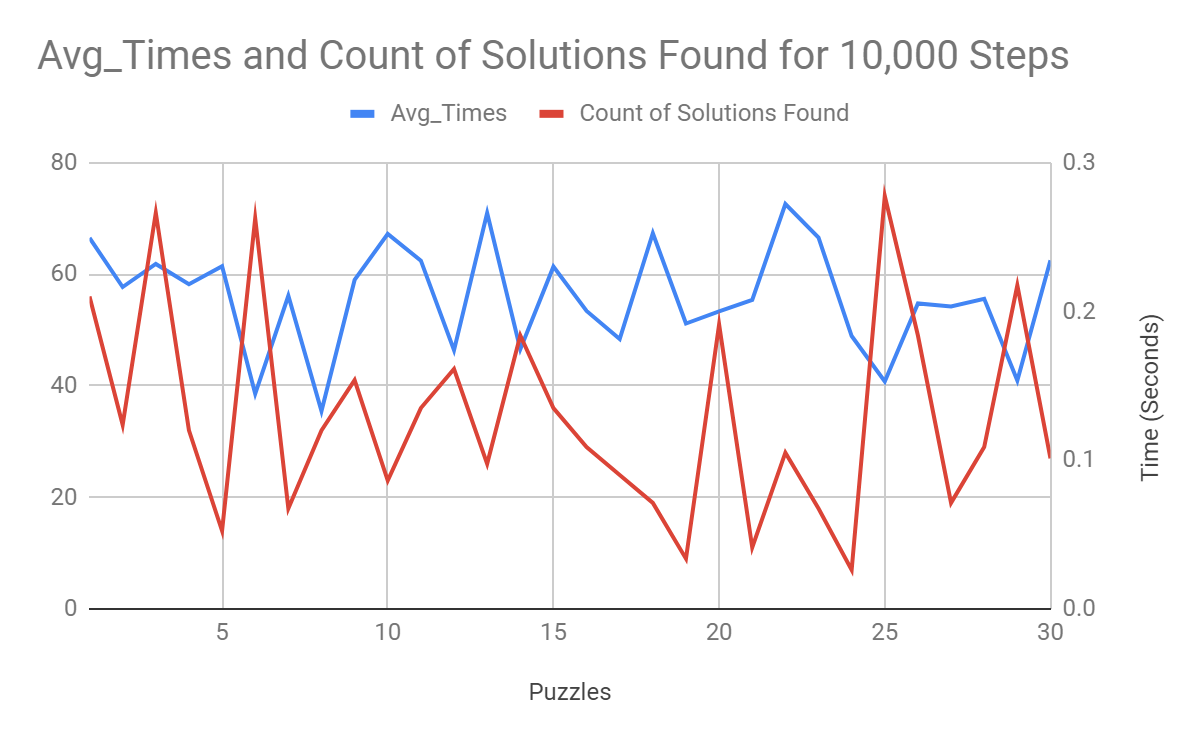 Avg_Times and Count of Solutions Found for 10,000 Steps
Avg_Times Count of Solutions Found
80 0.3
60
0.2
40
0.1
20
0 0.0
5 10 15 20 25 30
Puzzles
Time (Seconds)